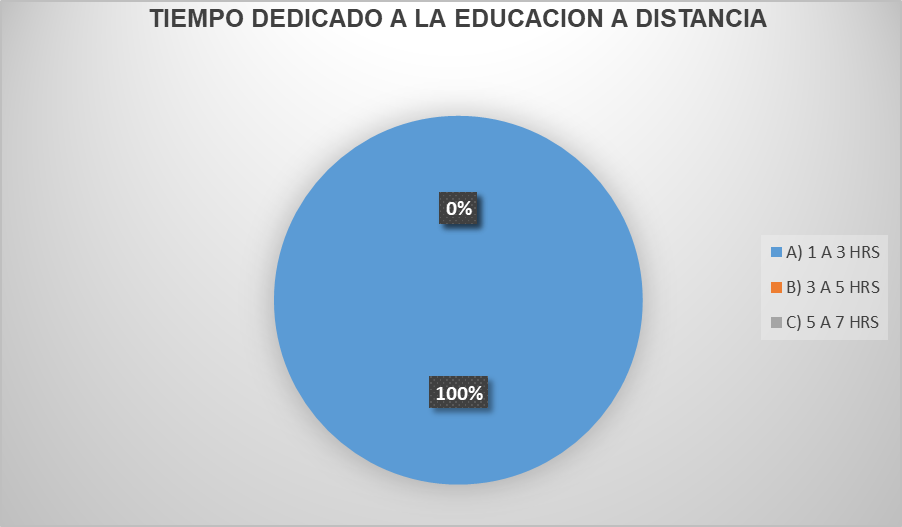 TIEMPO DEDICADO A LA EDUCACION A DISTANCIA
0%
100%
A) 1 A 3 HRS
B) 3 A 5 HRS
C) 5 A 7 HRS